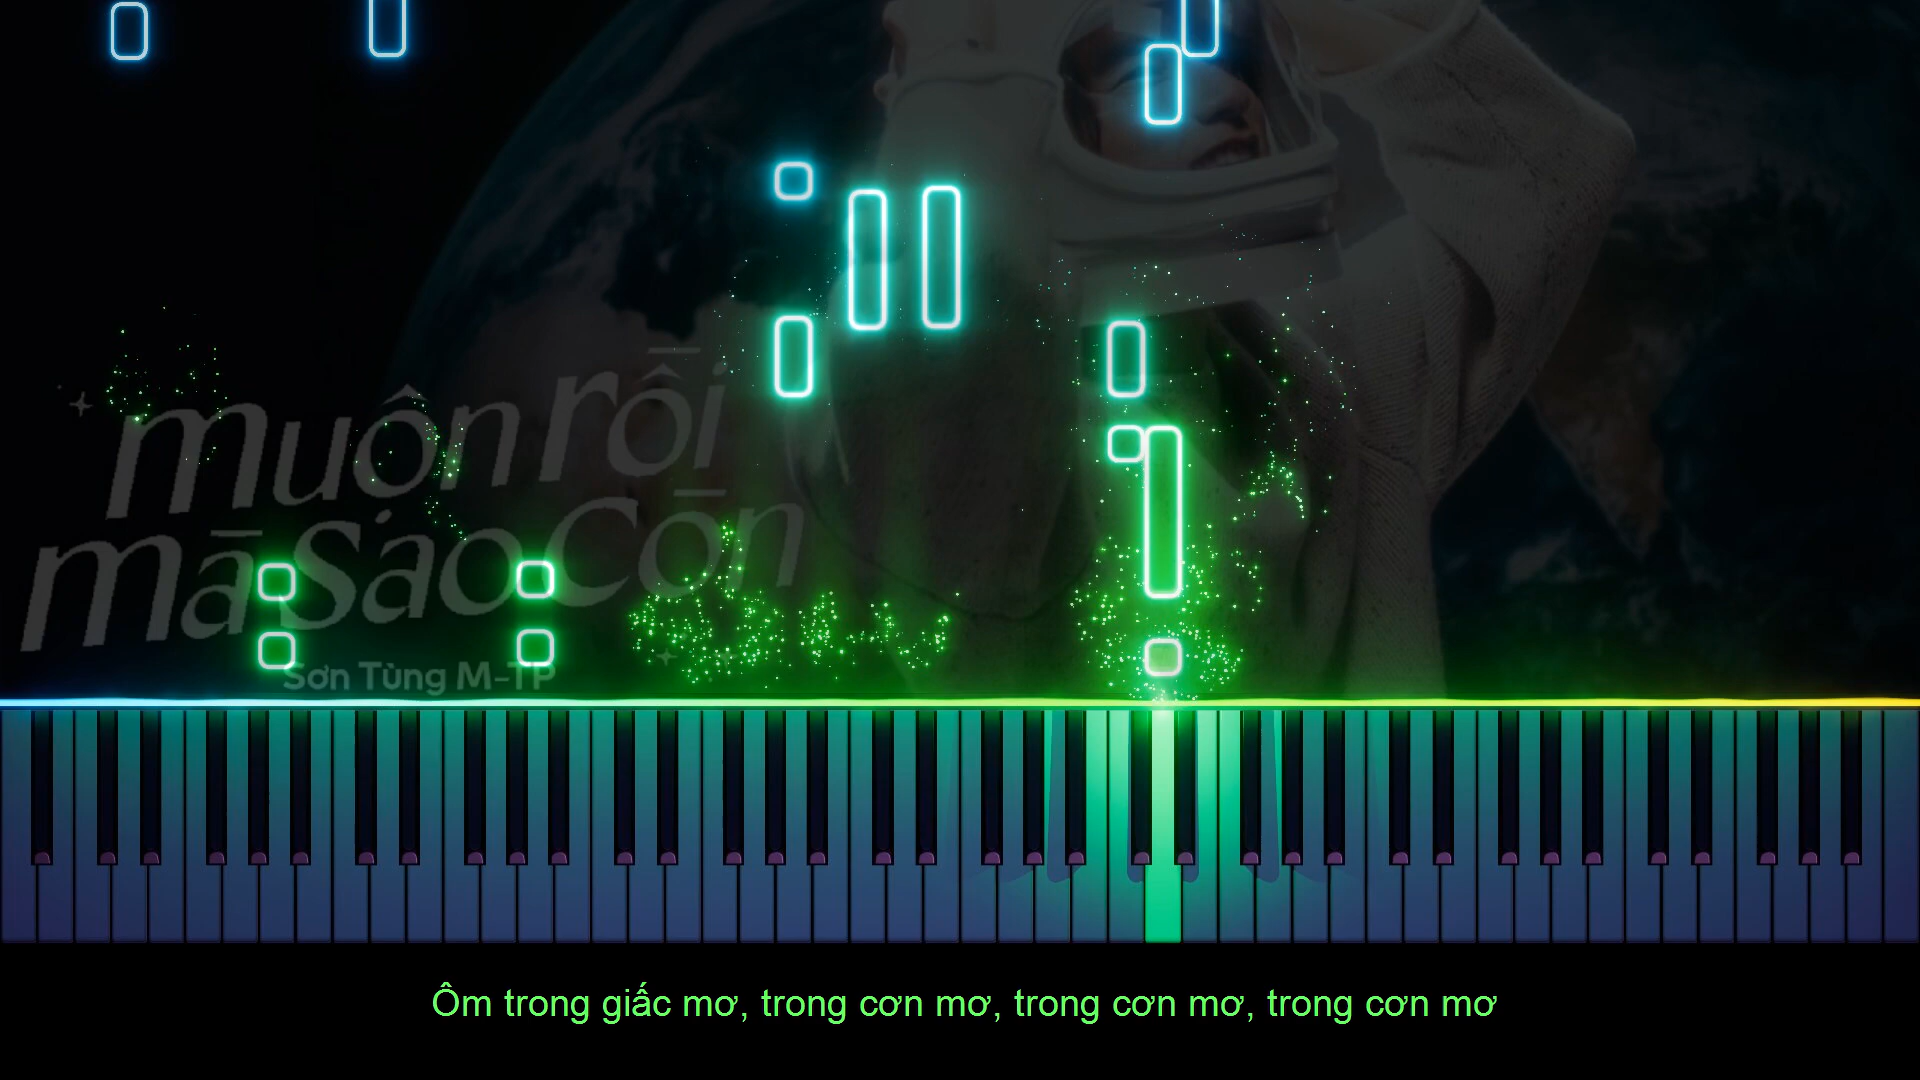 muộn rồi
mà sao còn
Sơn Tùng M-TP
Ôm trong giấc mơ, trong cơn mơ, trong cơn mơ, trong cơn mơ